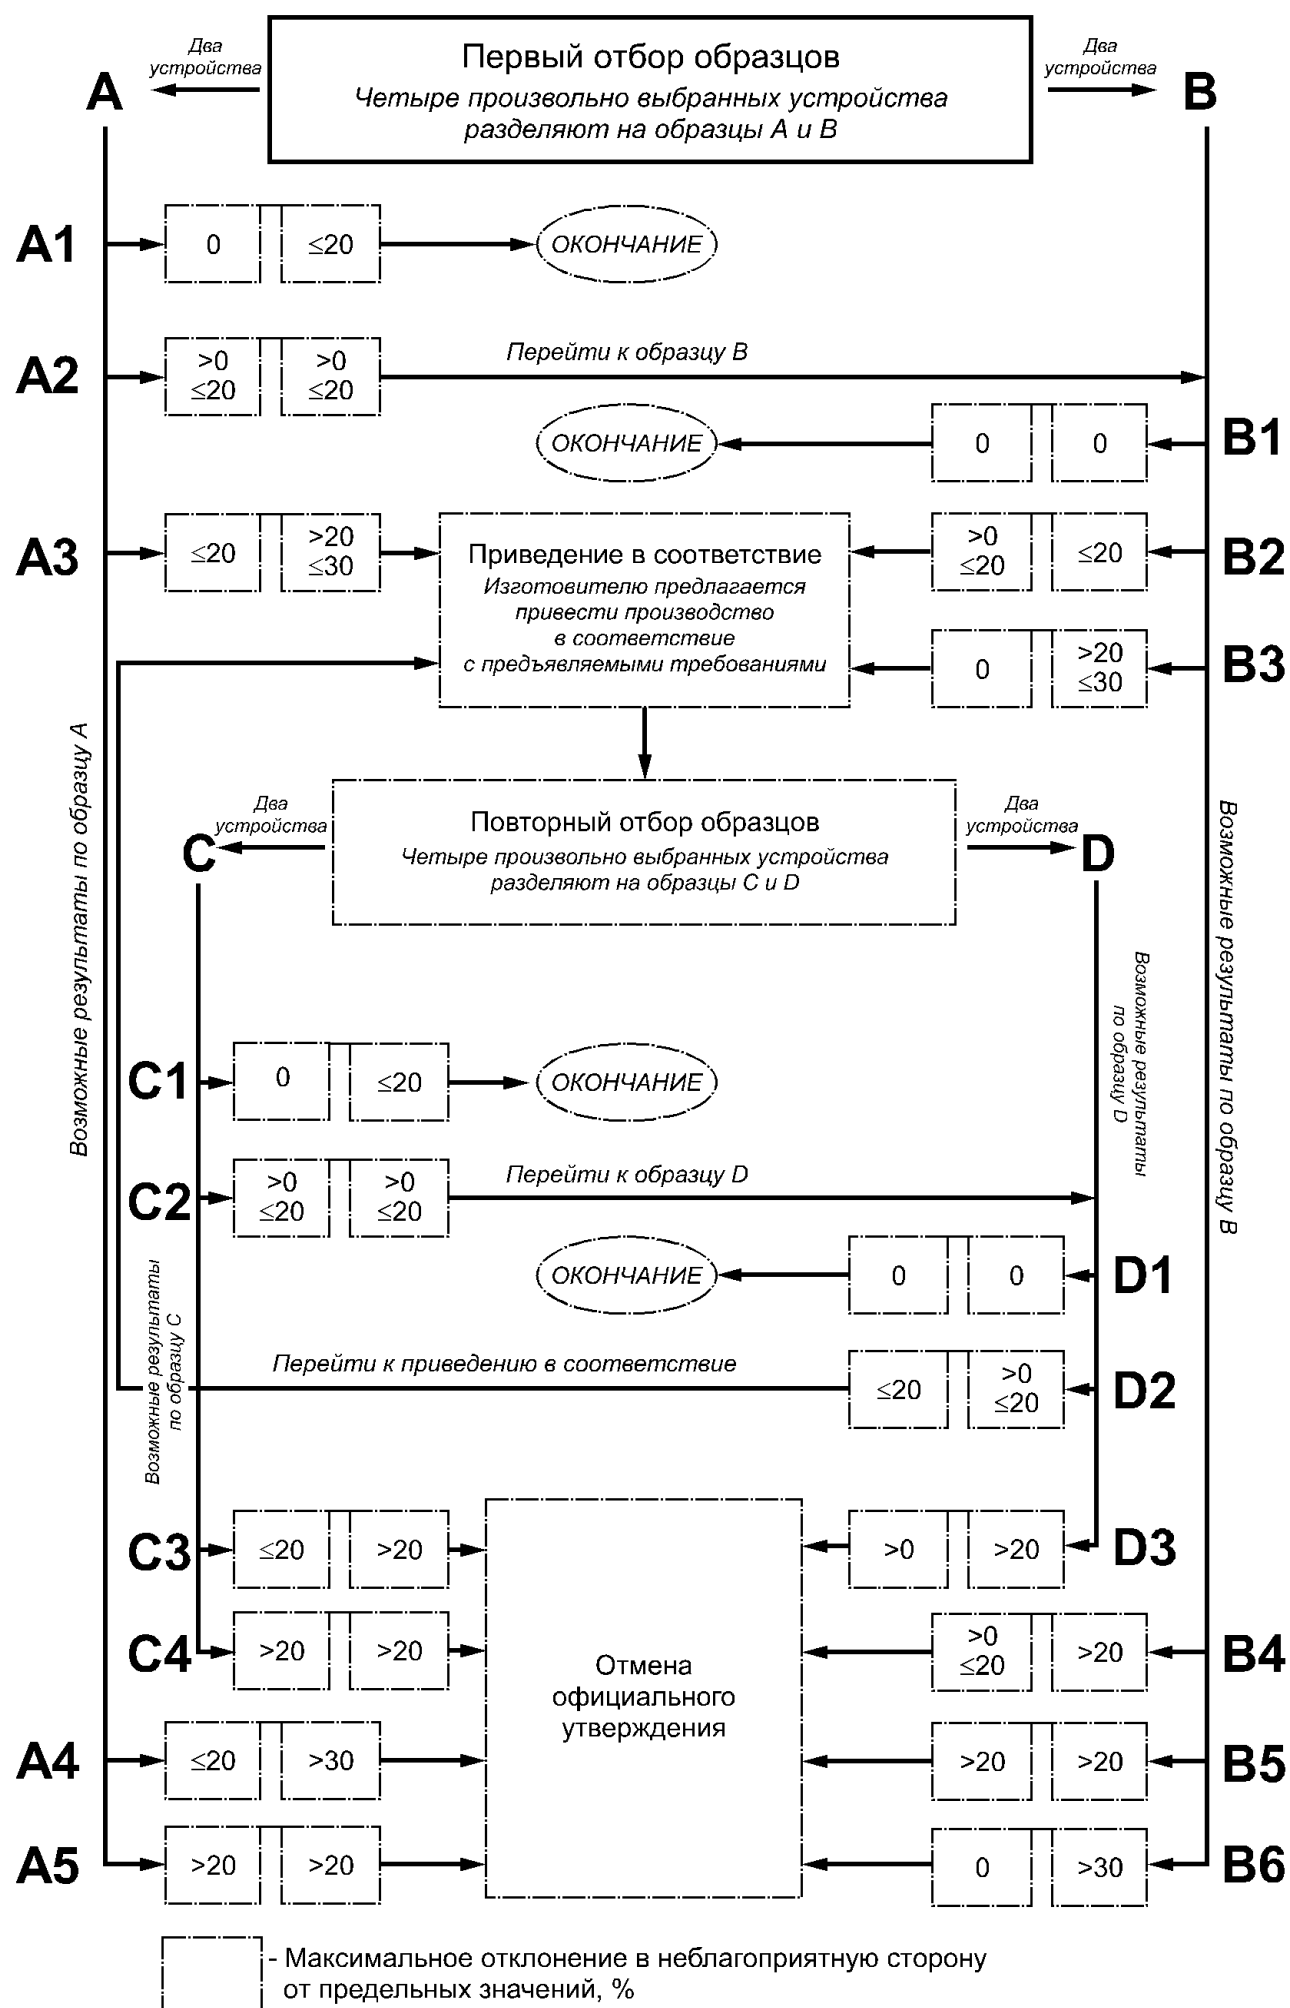 Первый отбор образцов
Четыре произвольно выбранных устройства
разделяют на образцы A и B
Два
устройства
A
Два
устройства
B
A1
0
≤20
ОКОНЧАНИЕ
A2
>0
≤20
>0
≤20
Перейти к образцу B
ОКОНЧАНИЕ
0
0
B1
A3
≤20
>20
≤30
Приведение в соответствие
Изготовителю предлагается
привести производство
в соответствие
с предъявляемыми требованиями
>0
≤20
≤20
B2
0
>20
≤30
B3
Возможные результаты по образцу A
Возможные результаты по образцу B
Повторный отбор образцов
Четыре произвольно выбранных устройства
разделяют на образцы C и D
Два
устройства
C
Два
устройства
D
Возможные результаты
по образцу D
C1
0
≤20
ОКОНЧАНИЕ
C2
>0
≤20
>0
≤20
Перейти к образцу D
ОКОНЧАНИЕ
0
0
D1
Возможные результаты
по образцу C
Перейти к приведению в соответствие
≤20
>0
≤20
D2
C3
≤20
>20
>0
>20
D3
C4
>20
>20
Отмена
официального
утверждения
>0
≤20
>20
B4
A4
≤20
>30
>20
>20
B5
A5
>20
>20
0
>30
B6
- Максимальное отклонение в неблагоприятную сторону
от предельных значений, %